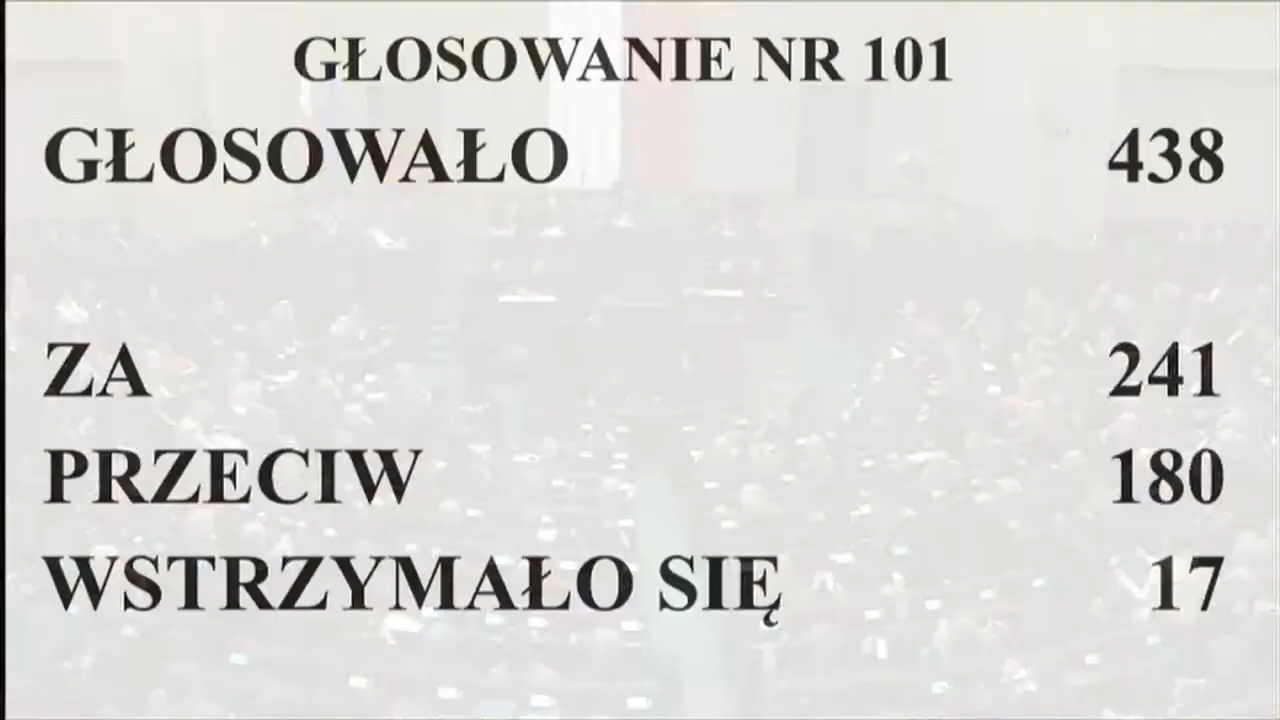 GŁOSOWANIE NR 101
GŁOSOWAŁO 438
ZA 241
PRZECIW 180
WSTRZYMAŁO SIĘ 17